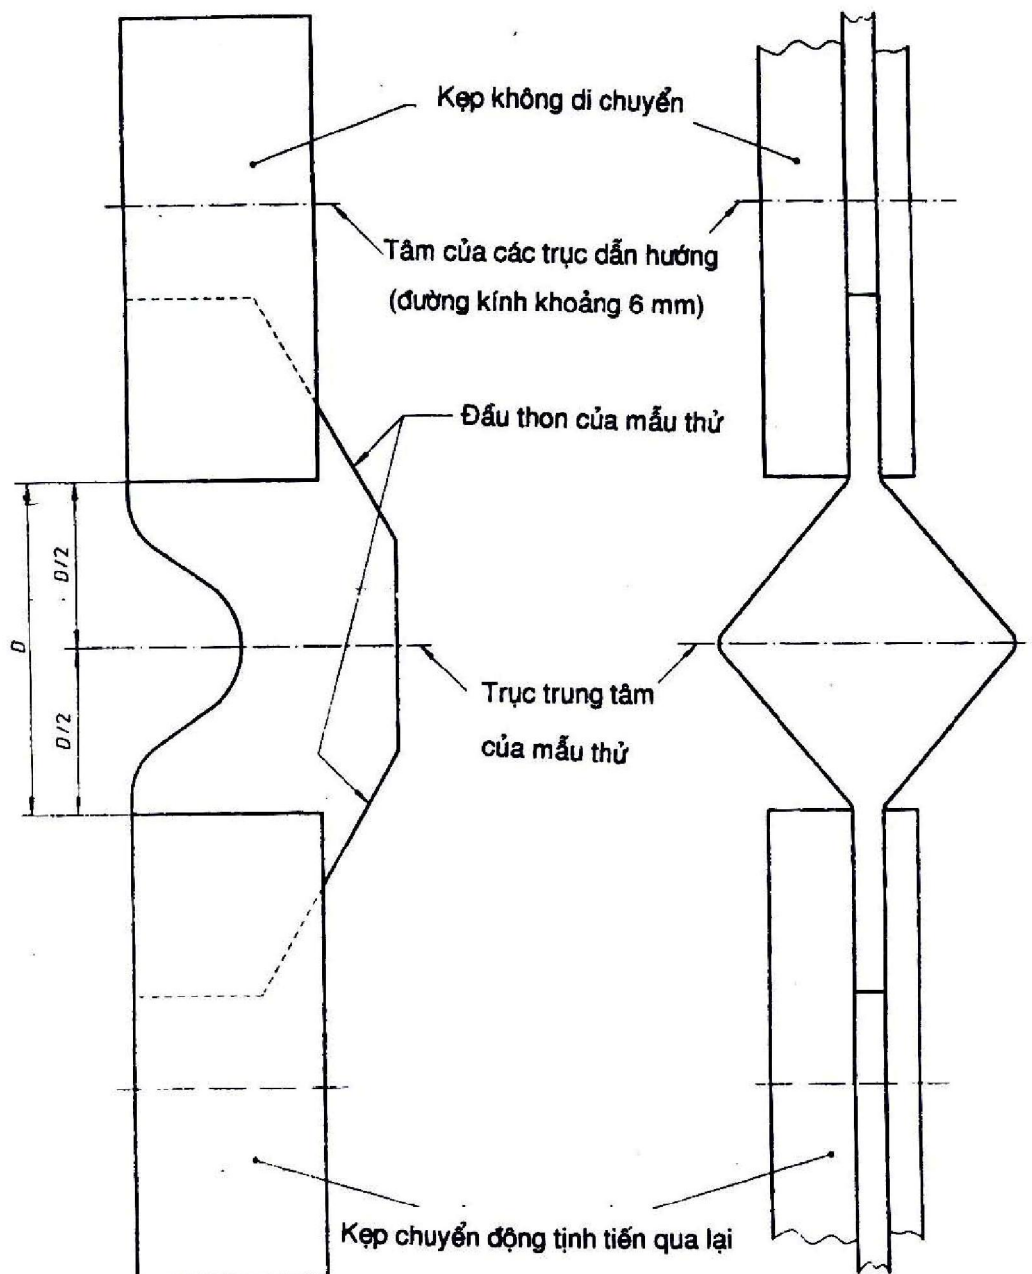 Kẹp không di chuyển
Tâm của các trục dẫn hướng
(đường kính khoảng 6 mm)
Đầu thon của mẫu thử
D/2
D
D/2
Trục trung tâm
của mẫu thử
Kẹp chuyển động tịnh tiến qua lại